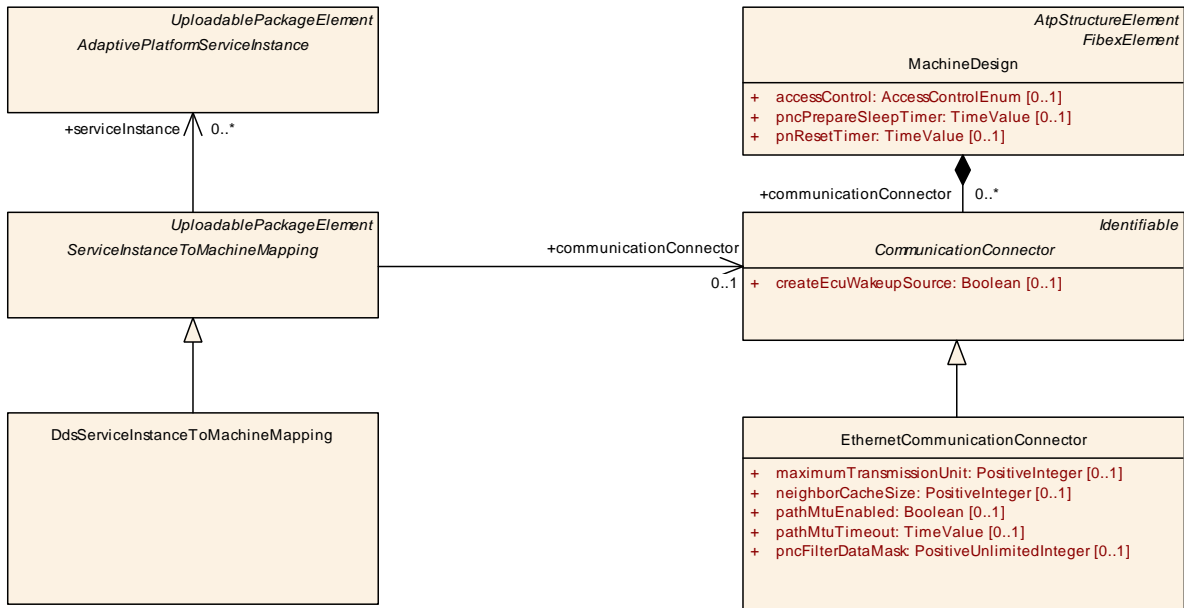 UploadablePackageElement
AdaptivePlatformServiceInstance
AtpStructureElement
FibexElement
MachineDesign
+ accessControl: AccessControlEnum [0..1]
+ pncPrepareSleepTimer: TimeValue [0..1]
+ pnResetTimer: TimeValue [0..1]
+serviceInstance 0..*
+communicationConnector 0..*
UploadablePackageElement
ServiceInstanceToMachineMapping
+communicationConnector
0..1
Identifiable
CommunicationConnector
+ createEcuWakeupSource: Boolean [0..1]
DdsServiceInstanceToMachineMapping
EthernetCommunicationConnector
+ maximumTransmissionUnit: PositiveInteger [0..1]
+ neighborCacheSize: PositiveInteger [0..1]
+ pathMtuEnabled: Boolean [0..1]
+ pathMtuTimeout: TimeValue [0..1]
+ pncFilterDataMask: PositiveUnlimitedInteger [0..1]